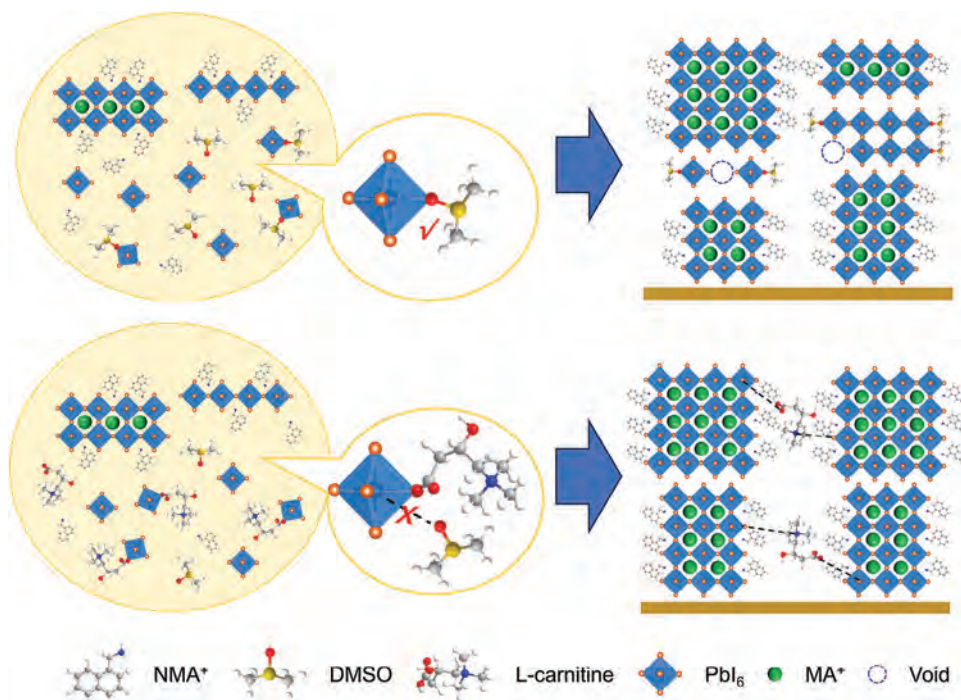 √
X
NMA⁺ DMSO L-carnitine PbI₆ MA⁺ Void